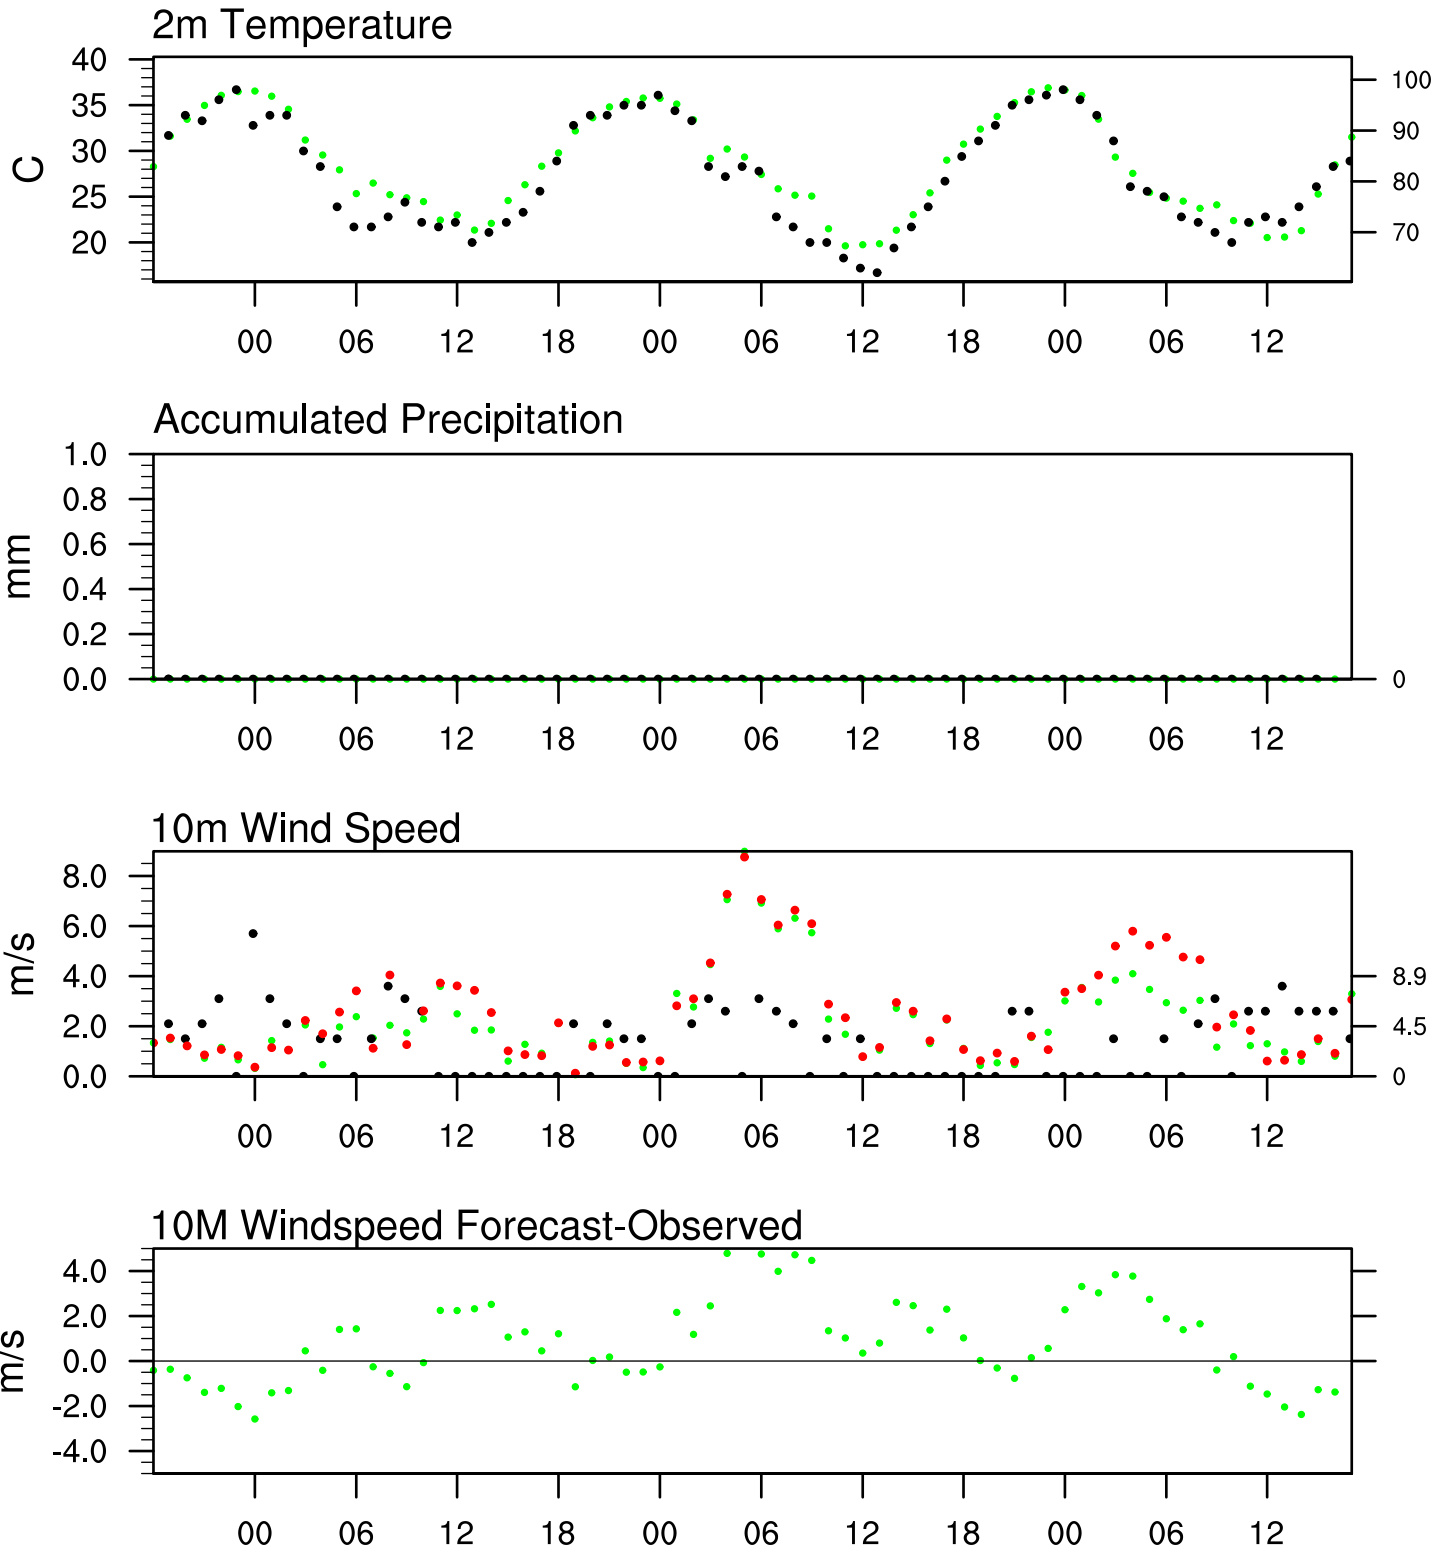 2m Temperature
40
35
30
25
20
C
100
90
80
70
00 06 12 18 00 06 12 18 00 06 12
Accumulated Precipitation
1.0
0.8
0.6
0.4
0.2
0.0
mm
0
00 06 12 18 00 06 12 18 00 06 12
10m Wind Speed
8.0
6.0
4.0
2.0
0.0
m/s
8.9
4.5
0
00 06 12 18 00 06 12 18 00 06 12
10M Windspeed Forecast-Observed
4.0
2.0
0.0
-2.0
-4.0
m/s
00 06 12 18 00 06 12 18 00 06 12